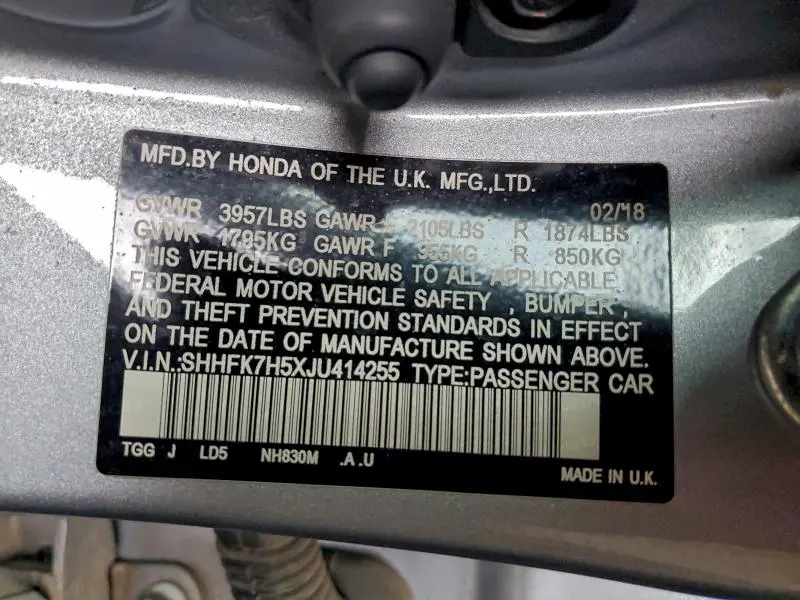 MFD.BY HONDA OF THE U.K. MFG.,LTD.
02/18
GVWR 3957LBS GAWR F 2105LBS R 1874LBS
GVWR 1795KG GAWR F 955KG R 850KG
THIS VEHICLE CONFORMS TO ALL APPLICABLE
FEDERAL MOTOR VEHICLE SAFETY , BUMPER ,
AND THEFT PREVENTION STANDARDS IN EFFECT
ON THE DATE OF MANUFACTURE SHOWN ABOVE.
V.I.N.:SHHFK7H5XJU414255 TYPE:PASSENGER CAR
TGG J LD5 NH830M .A .U
MADE IN U.K.